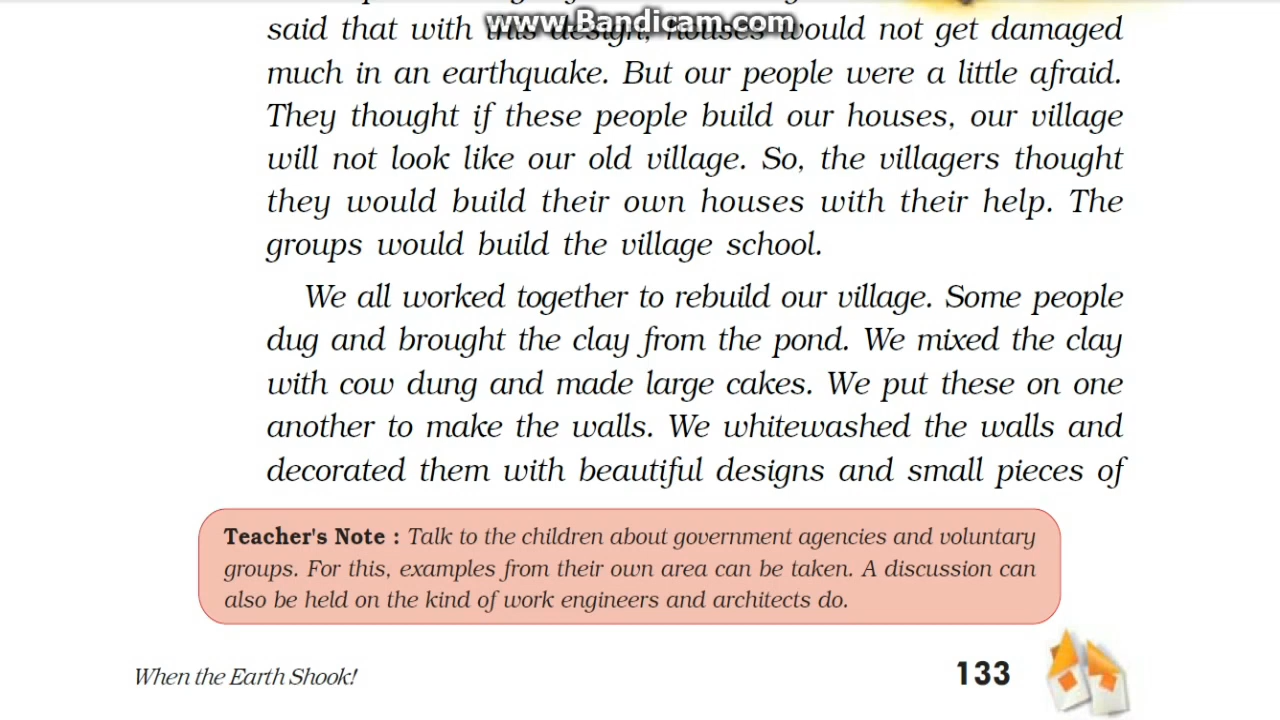 www.Bandicam.com
said that with this design, houses would not get damaged
much in an earthquake. But our people were a little afraid.
They thought if these people build our houses, our village
will not look like our old village. So, the villagers thought
they would build their own houses with their help. The
groups would build the village school.
We all worked together to rebuild our village. Some people
dug and brought the clay from the pond. We mixed the clay
with cow dung and made large cakes. We put these on one
another to make the walls. We whitewashed the walls and
decorated them with beautiful designs and small pieces of
Teacher's Note : Talk to the children about government agencies and voluntary
groups. For this, examples from their own area can be taken. A discussion can
also be held on the kind of work engineers and architects do.
When the Earth Shook!
133